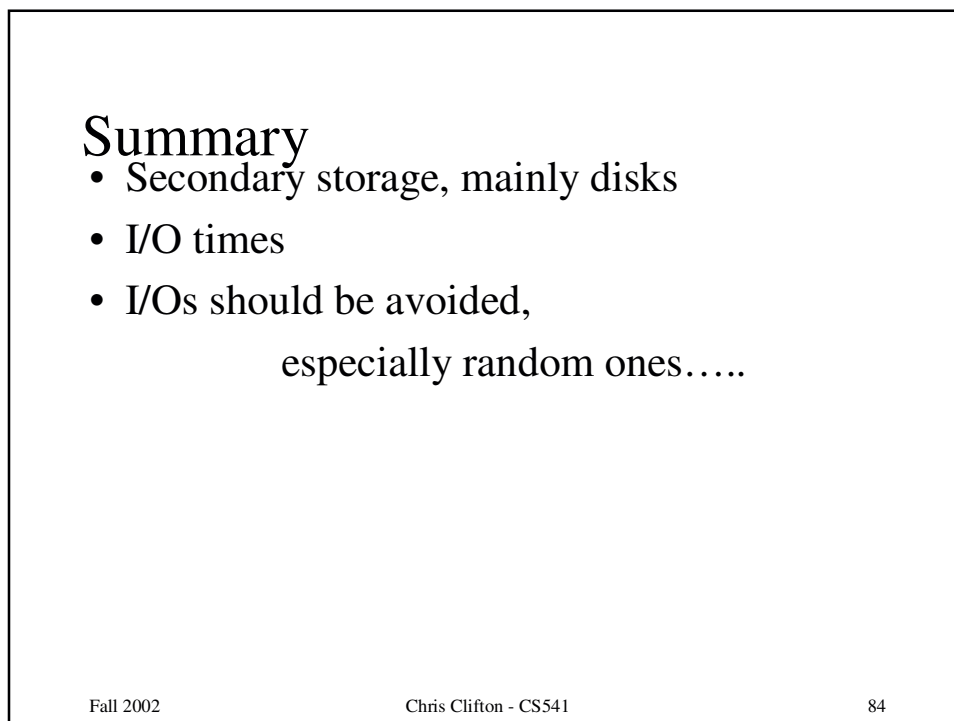 Summary
• Secondary storage, mainly disks
• I/O times
• I/Os should be avoided,
especially random ones…..
Fall 2002 Chris Clifton - CS541 84